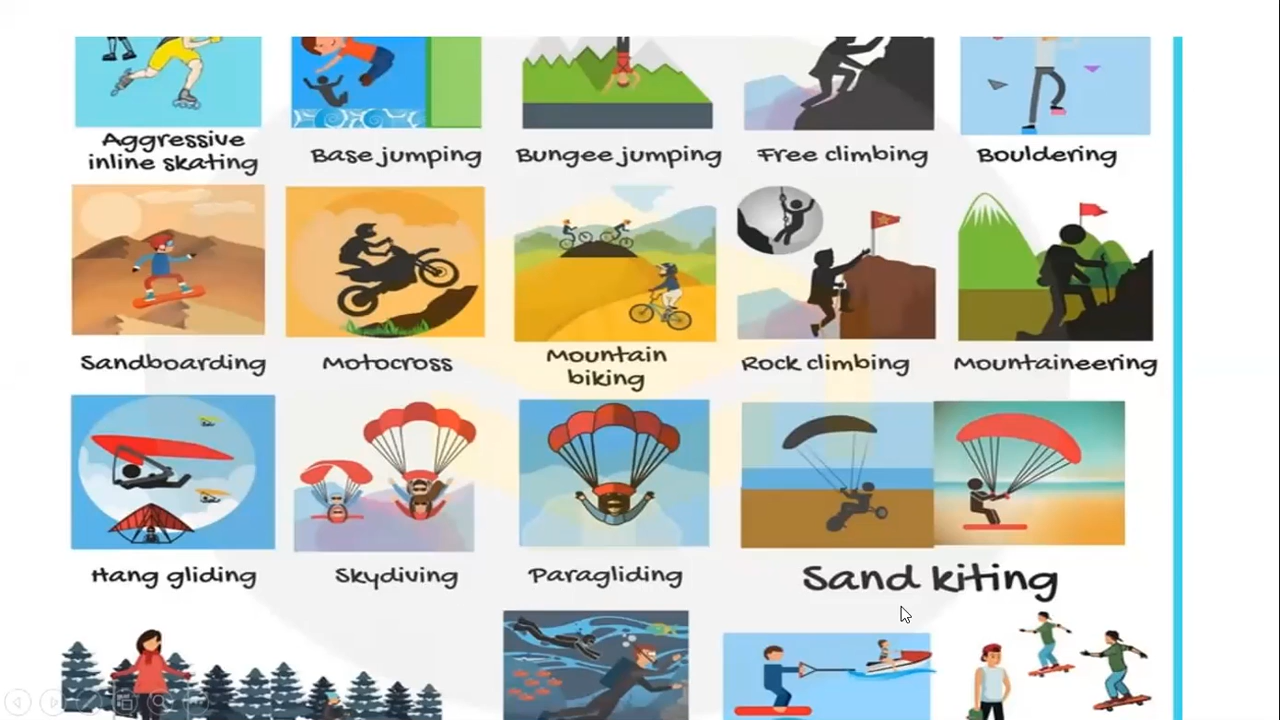 Aggressive
inline skating
Base jumping
Bungee jumping
Free climbing
Bouldering
Sandboarding
Motocross
Mountain
biking
Rock climbing
Mountaineering
Hang gliding
Skydiving
Paragliding
Sand kiting